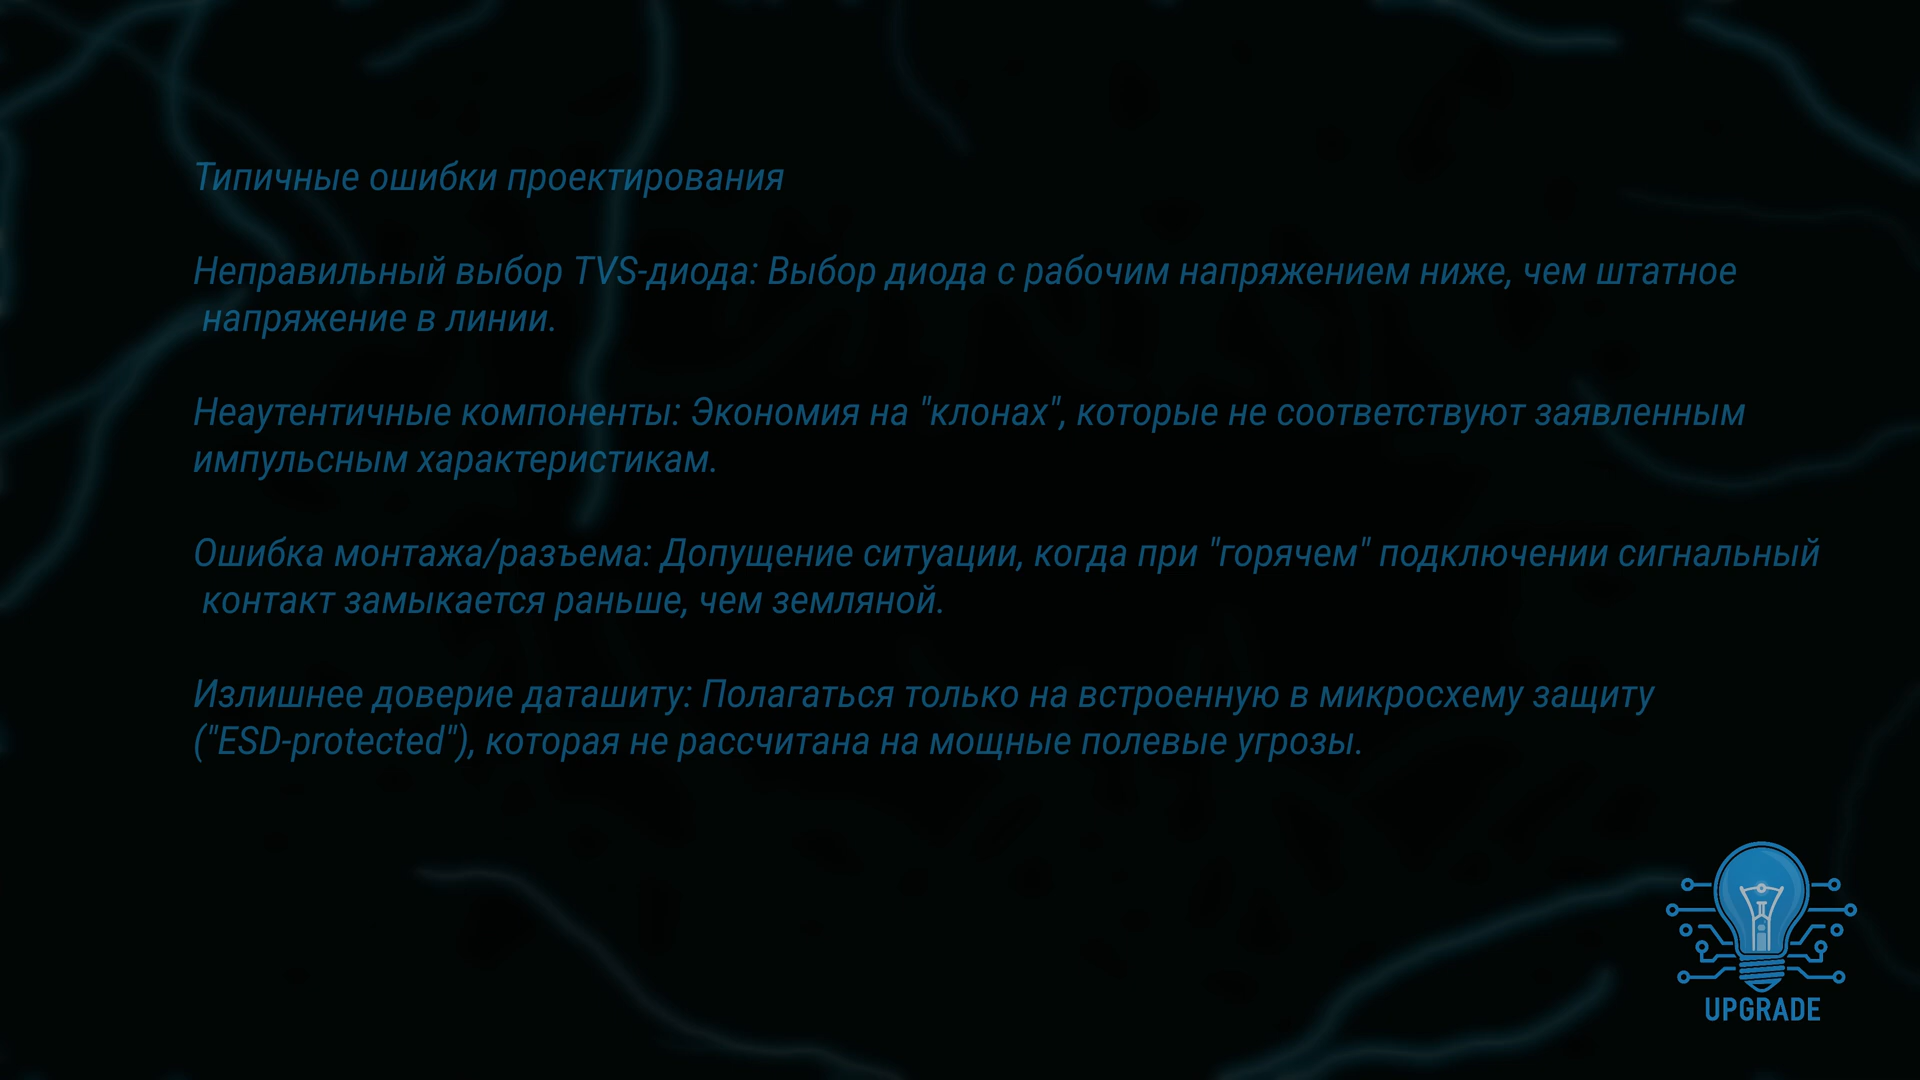 Типичные ошибки проектирования
Неправильный выбор TVS-диода: Выбор диода с рабочим напряжением ниже, чем штатное
напряжение в линии.
Неаутентичные компоненты: Экономия на "клонах", которые не соответствуют заявленным
импульсным характеристикам.
Ошибка монтажа/разъема: Допущение ситуации, когда при "горячем" подключении сигнальный
контакт замыкается раньше, чем земляной.
Излишнее доверие даташиту: Полагаться только на встроенную в микросхему защиту
("ESD-protected"), которая не рассчитана на мощные полевые угрозы.
UPGRADE